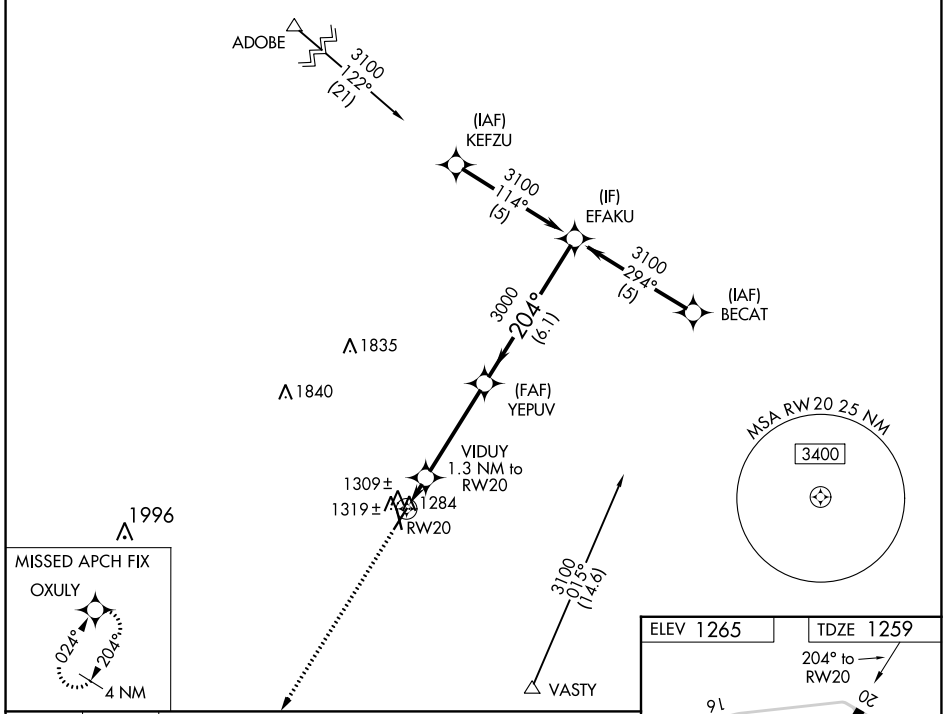 ADOBE
3100
122°
(21)
(IAF)
KEFZU
3100
114°
(5)
(IF)
EFAKU
3100
294°
(5)
(IAF)
BECAT
3000
204°
(6.1)
1835
1840
(FAF)
YEPUV
MSA RW20 25 NM
3400
VIDUY
1.3 NM to
RW20
1309±
1319±
1284
RW20
1996
MISSED APCH FIX
OXULY
024°
204°
4 NM
3100
015°
(14.6)
VASTY
ELEV 1265
TDZE 1259
204° to
RW20
16
20